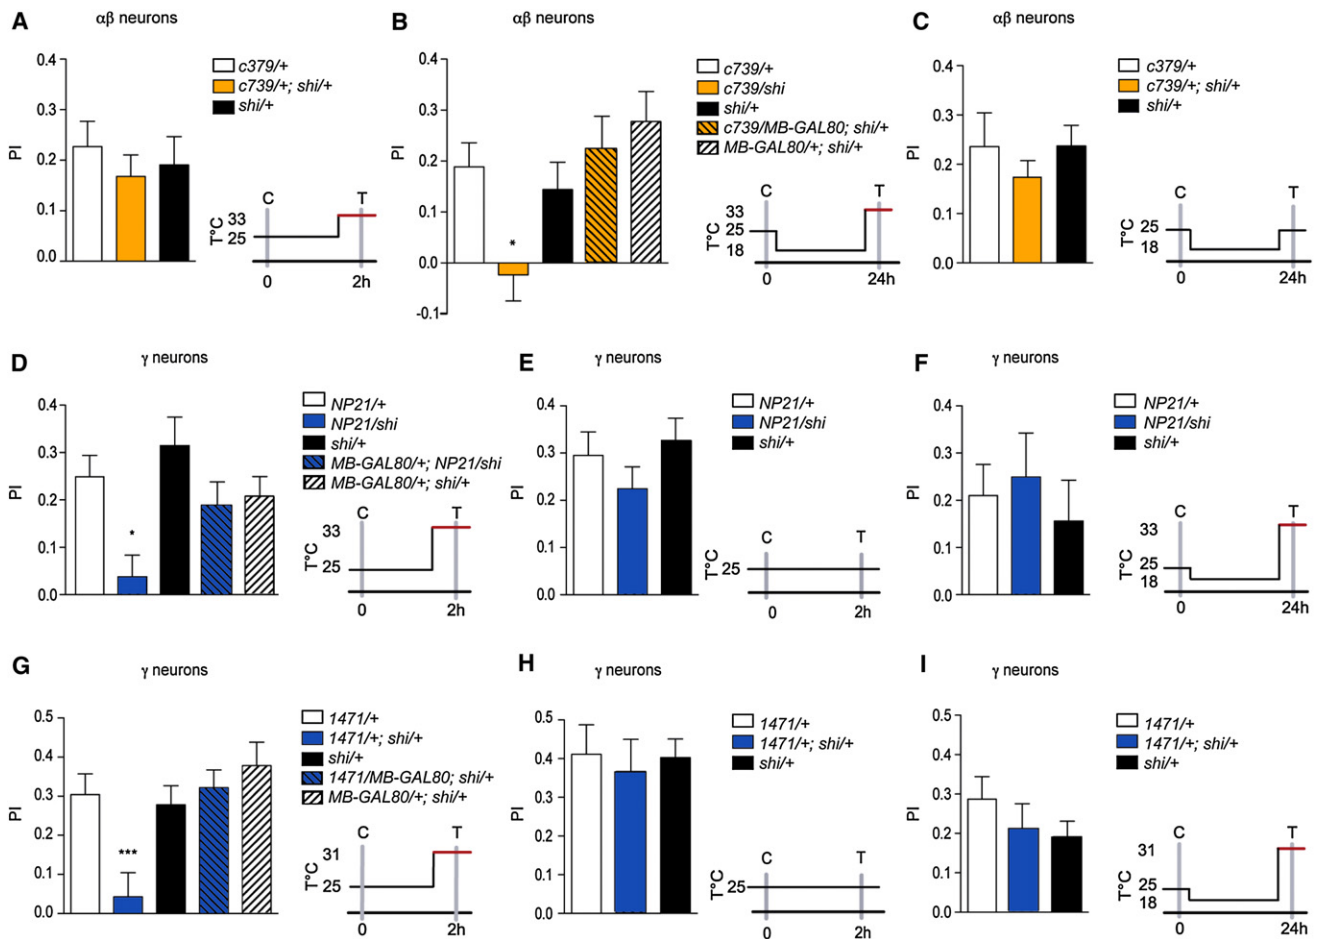 A
αβ neurons
PI
0.4
0.3
0.2
0.1
0.0
c379/+
c739/+; shi/+
shi/+
T°C
33
25
C
T
0
2h
B
αβ neurons
PI
0.4
0.3
0.2
0.1
0.0
-0.1
*
c739/+
c739/shi
shi/+
c739/MB-GAL80; shi/+
MB-GAL80/+; shi/+
T°C
33
25
18
C
T
0
24h
C
αβ neurons
PI
0.4
0.3
0.2
0.1
0.0
c379/+
c739/+; shi/+
shi/+
T°C
25
18
C
T
0
24h
D
γ neurons
PI
0.4
0.3
0.2
0.1
0.0
*
NP21/+
NP21/shi
shi/+
MB-GAL80/+; NP21/shi
MB-GAL80/+; shi/+
T°C
33
25
C
T
0
2h
E
γ neurons
PI
0.4
0.3
0.2
0.1
0.0
NP21/+
NP21/shi
shi/+
T°C
25
C
T
0
2h
F
γ neurons
PI
0.4
0.3
0.2
0.1
0.0
NP21/+
NP21/shi
shi/+
T°C
33
25
18
C
T
0
24h
G
γ neurons
PI
0.5
0.4
0.3
0.2
0.1
0.0
***
1471/+
1471/+; shi/+
shi/+
1471/MB-GAL80; shi/+
MB-GAL80/+; shi/+
T°C
31
25
C
T
0
2h
H
γ neurons
PI
0.5
0.4
0.3
0.2
0.1
0.0
1471/+
1471/+; shi/+
shi/+
T°C
25
C
T
0
2h
I
γ neurons
PI
0.5
0.4
0.3
0.2
0.1
0.0
1471/+
1471/+; shi/+
shi/+
T°C
31
25
18
C
T
0
24h